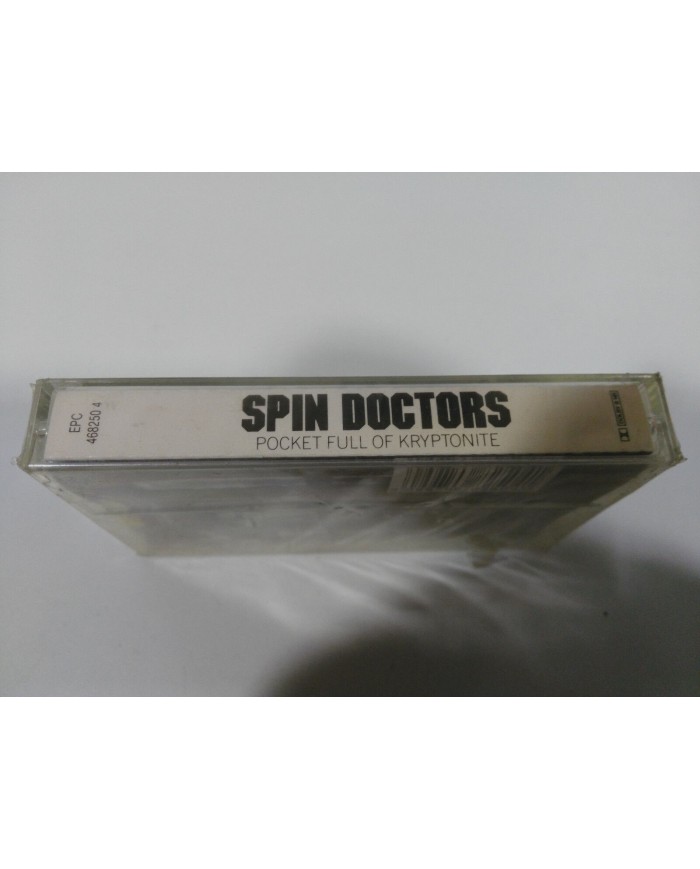 EPC
468250 4
SPIN DOCTORS
POCKET FULL OF KRYPTONITE